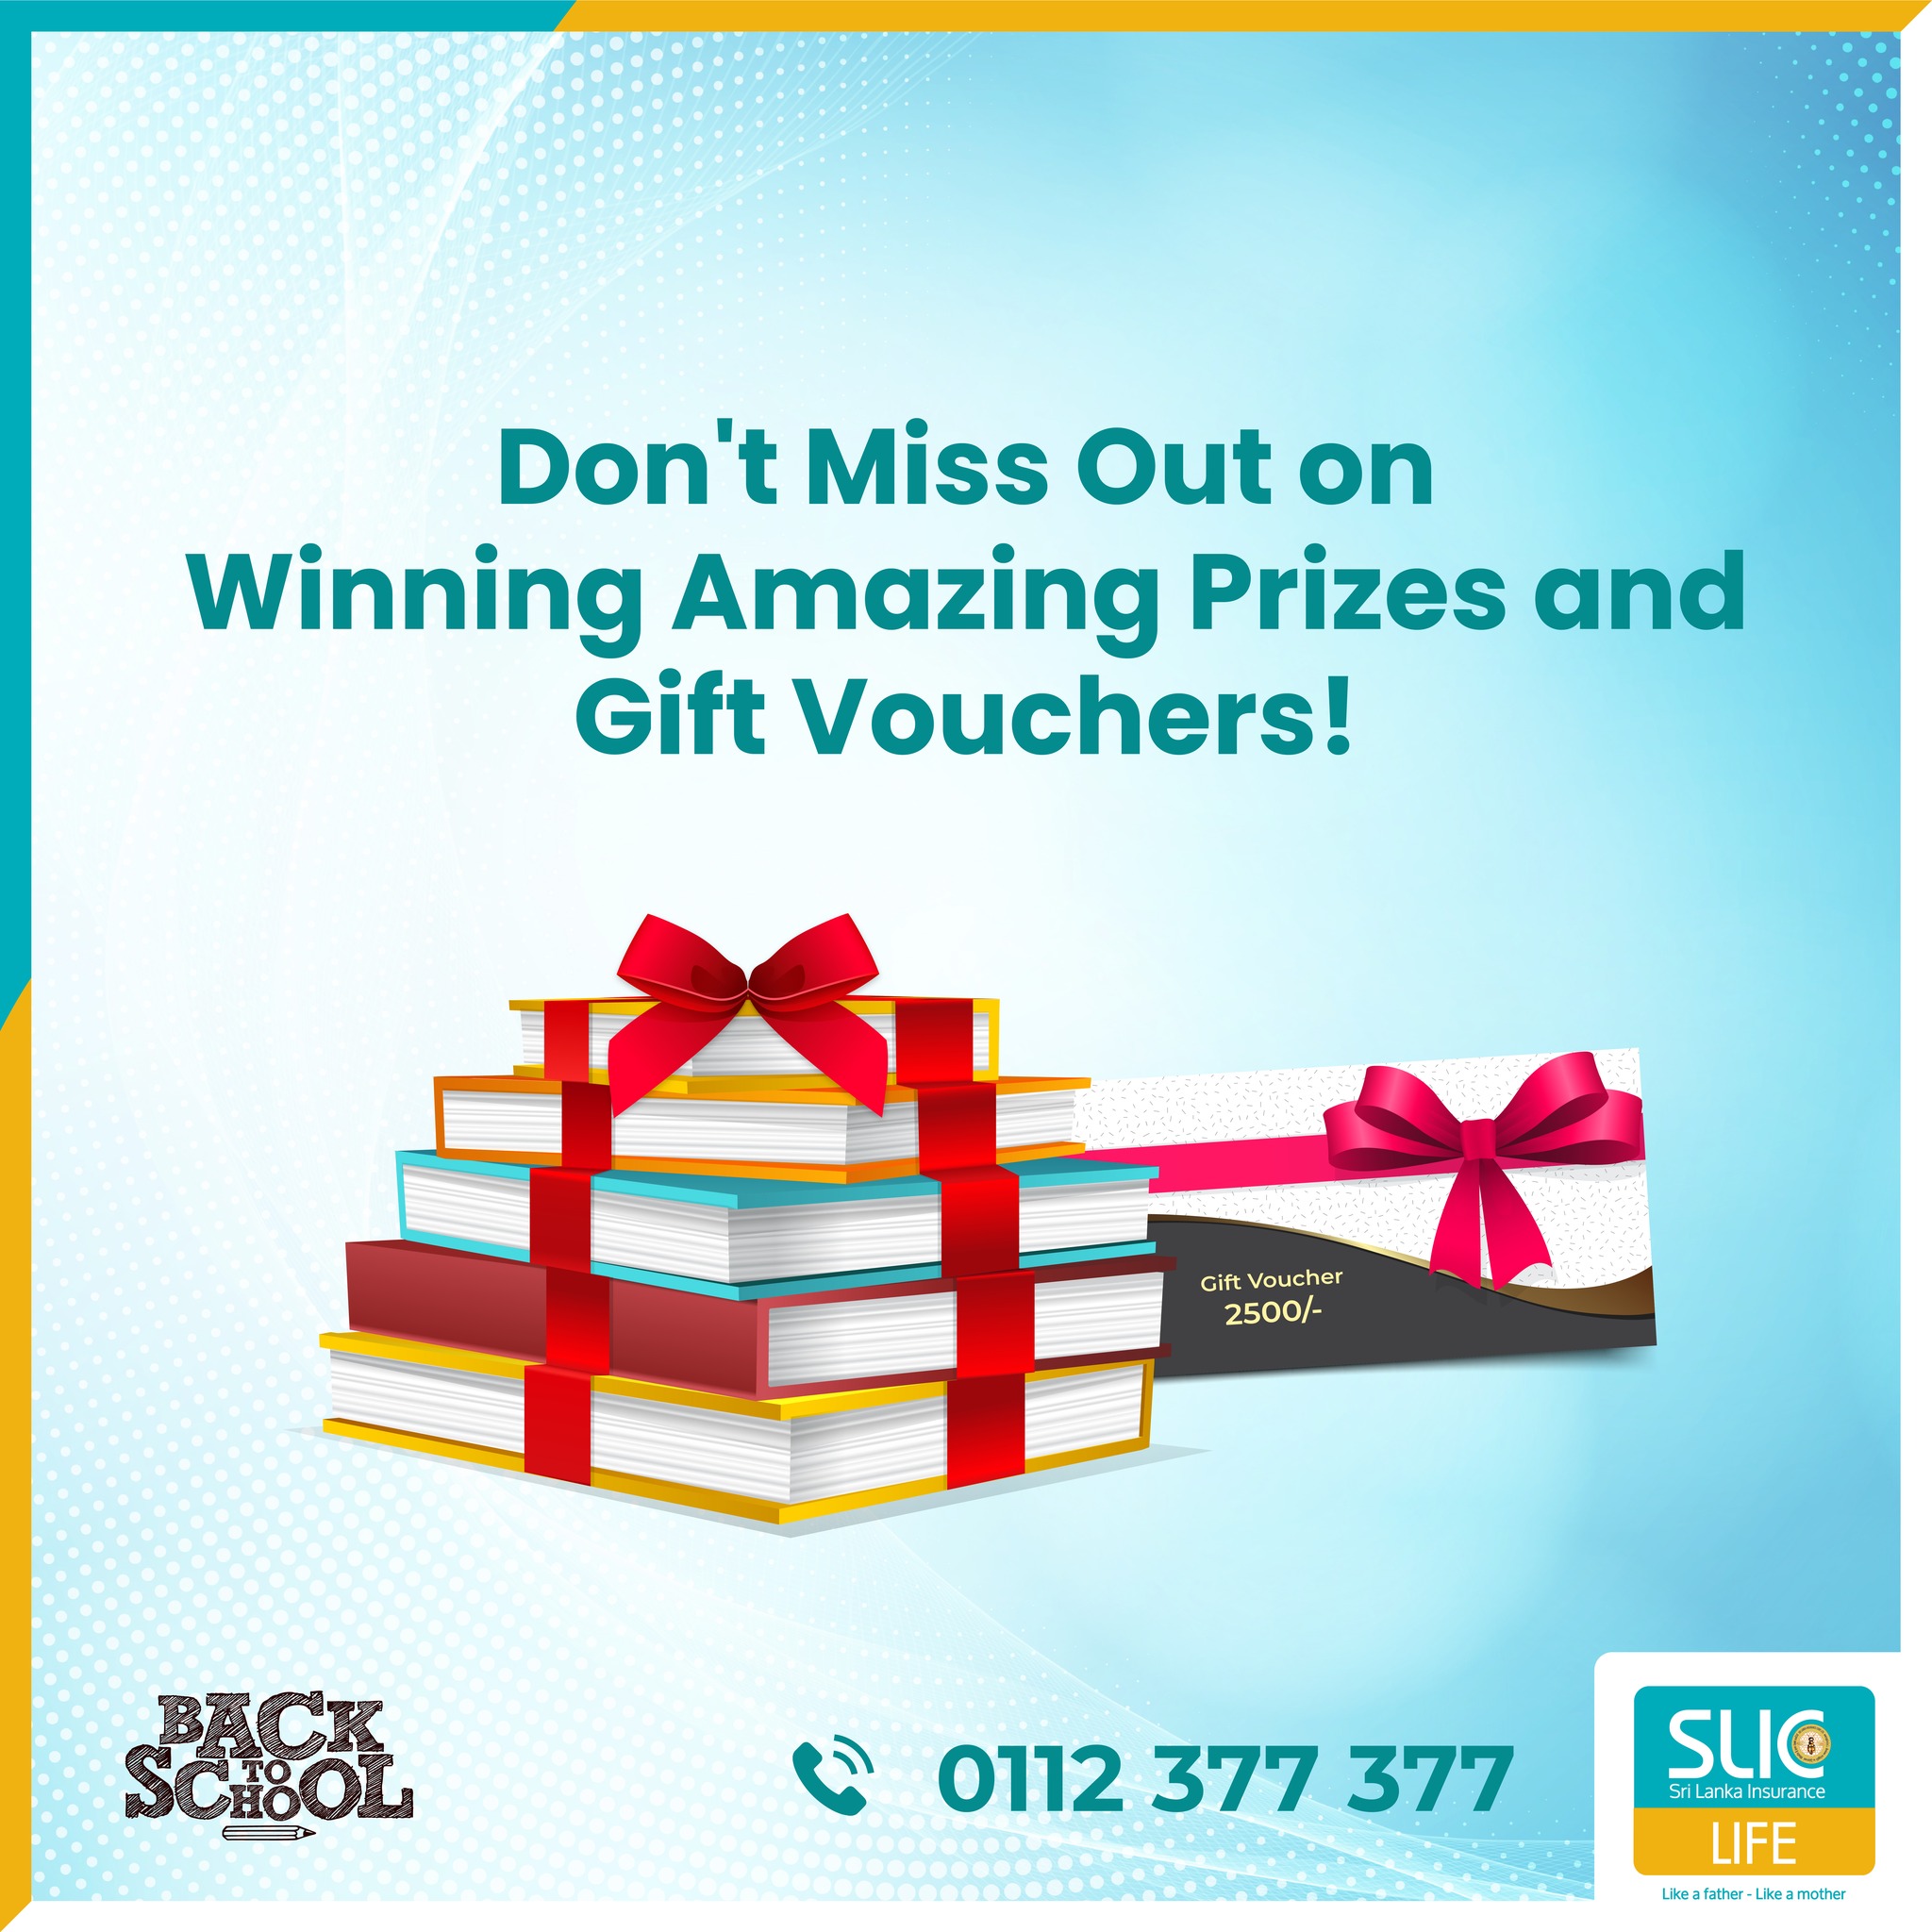 Don't Miss Out on
Winning Amazing Prizes and
Gift Vouchers!
Gift Voucher
2500/-
BACK
TO
SCHOOL
0112 377 377
SLIC
Sri Lanka Insurance
LIFE
Like a father - Like a mother